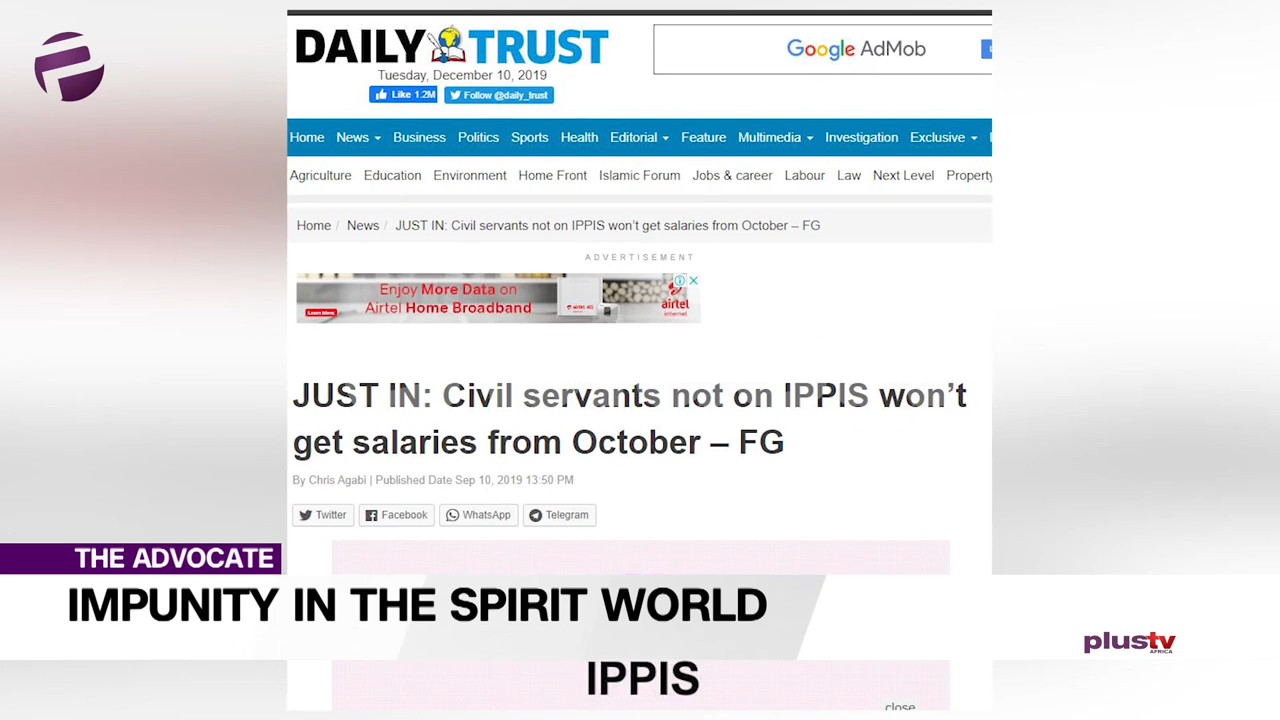 DAILY TRUST
Google AdMob
Tuesday, December 10, 2019
Like 1.2M Follow @daily_trust
Home News Business Politics Sports Health Editorial Feature Multimedia Investigation Exclusive
Agriculture Education Environment Home Front Islamic Forum Jobs & career Labour Law Next Level Property
Home / News / JUST IN: Civil servants not on IPPIS won't get salaries from October – FG
ADVERTISEMENT
Enjoy More Data on
Airtel Home Broadband
Learn More
airtel
internet
JUST IN: Civil servants not on IPPIS won't
get salaries from October – FG
By Chris Agabi | Published Date Sep 10, 2019 13:50 PM
Twitter Facebook WhatsApp Telegram
THE ADVOCATE
IMPUNITY IN THE SPIRIT WORLD
plustv
AFRICA
IPPIS
close